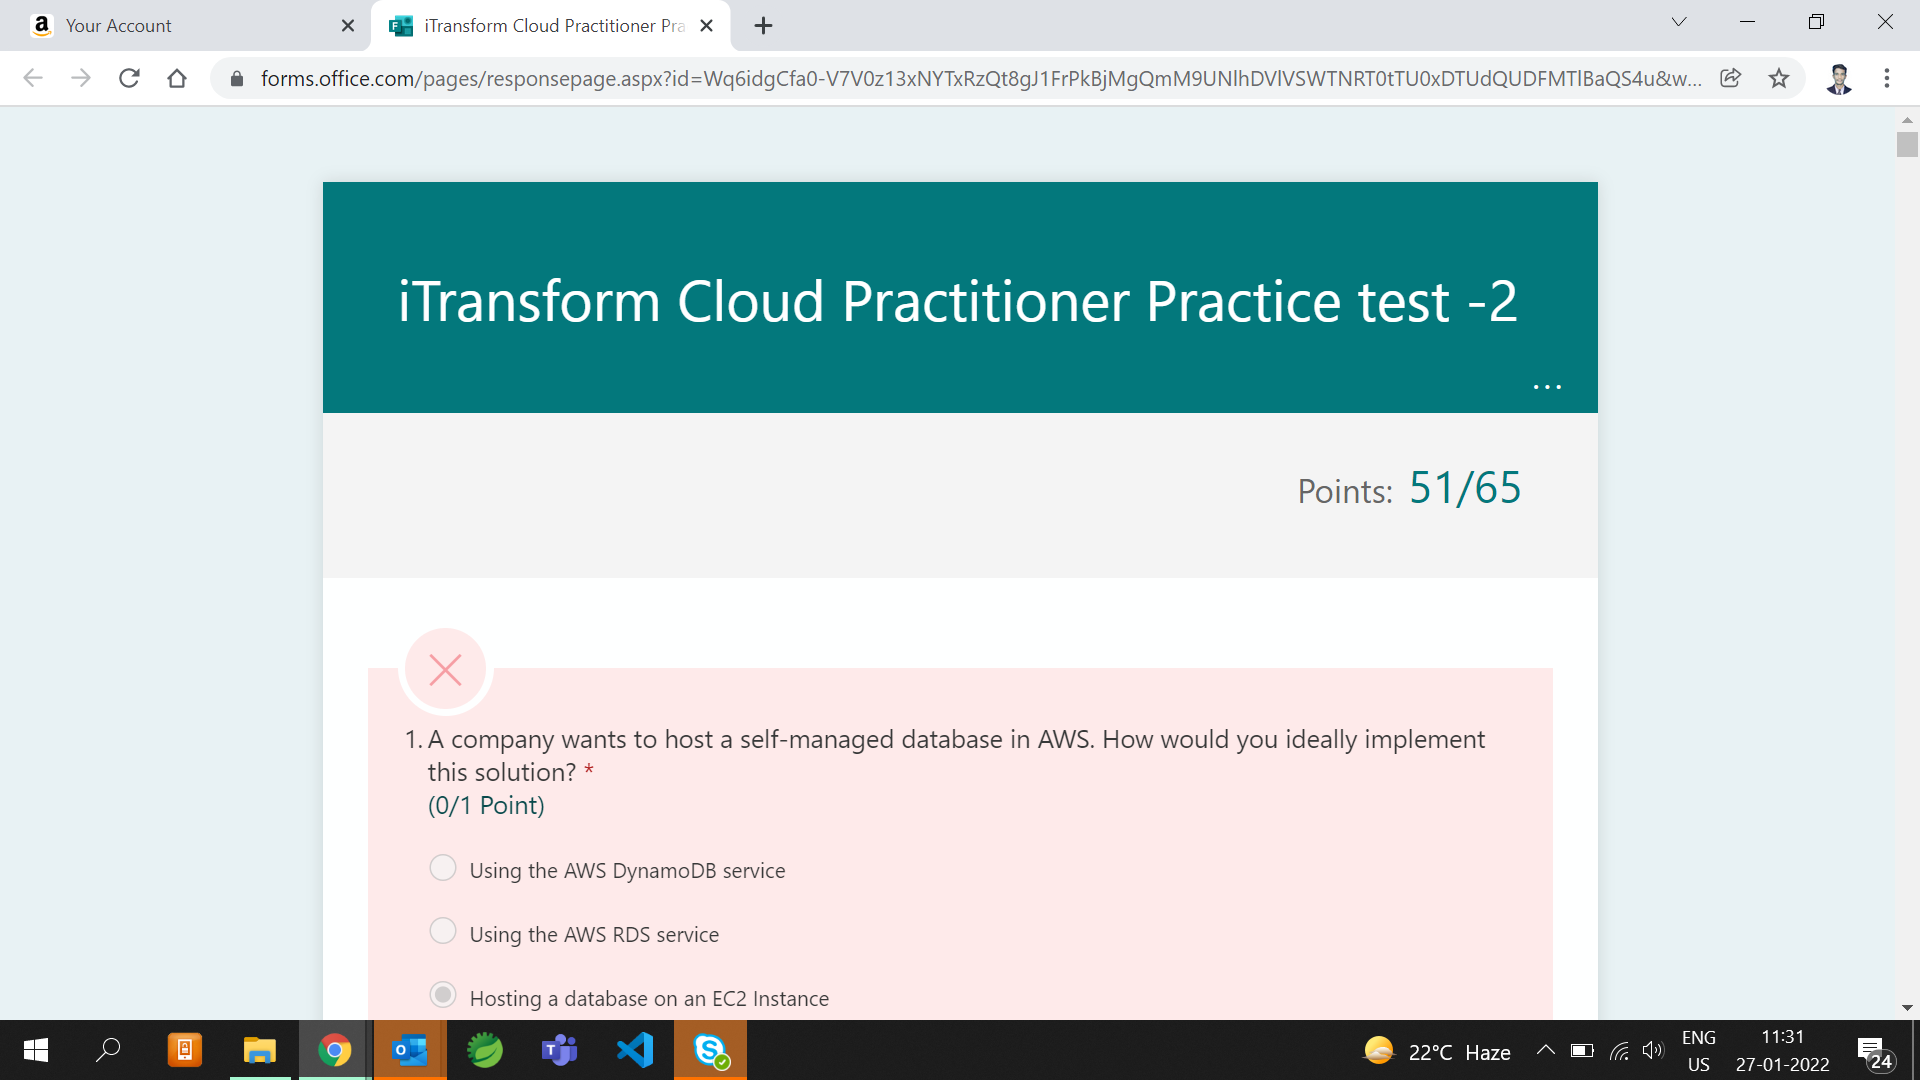 Your Account
iTransform Cloud Practitioner Pra
forms.office.com/pages/responsepage.aspx?id=Wq6idgCfa0-V7V0z13xNYTxRzQt8gJ1FrPkBjMgQmM9UNlhDVlVSWTNRT0tTU0xDTUdQUDFMTlBaQS4u&w...
iTransform Cloud Practitioner Practice test -2
...
Points: 51/65
1. A company wants to host a self-managed database in AWS. How would you ideally implement
this solution? *
(0/1 Point)
Using the AWS DynamoDB service
Using the AWS RDS service
Hosting a database on an EC2 Instance
22°C Haze
ENG
US
11:31
27-01-2022
24